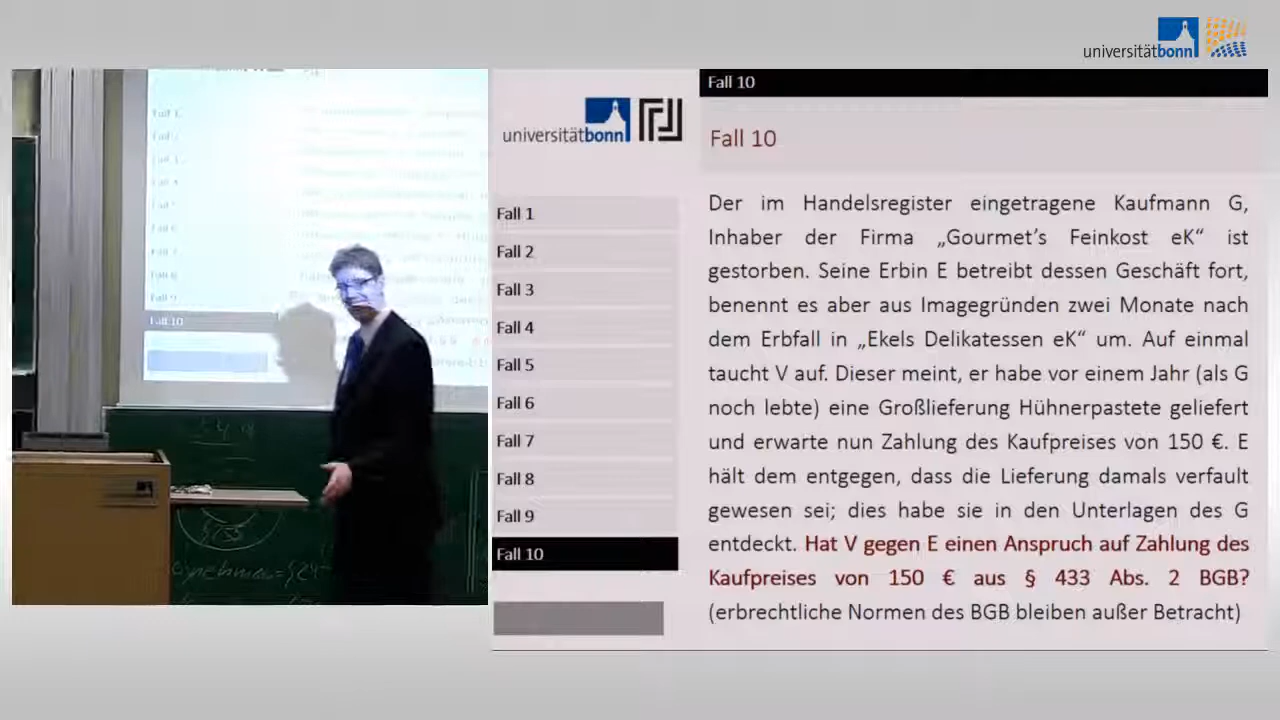 universitätbonn
Fall 10
universitätbonn
Fall 10
Der im Handelsregister eingetragene Kaufmann G,
Inhaber der Firma „Gourmet's Feinkost eK“ ist
gestorben. Seine Erbin E betreibt dessen Geschäft fort,
benennt es aber aus Imagegründen zwei Monate nach
dem Erbfall in „Ekels Delikatessen eK“ um. Auf einmal
taucht V auf. Dieser meint, er habe vor einem Jahr (als G
noch lebte) eine Großlieferung Hühnerpastete geliefert
und erwarte nun Zahlung des Kaufpreises von 150 €. E
hält dem entgegen, dass die Lieferung damals verfault
gewesen sei; dies habe sie in den Unterlagen des G
entdeckt. Hat V gegen E einen Anspruch auf Zahlung des
Kaufpreises von 150 € aus § 433 Abs. 2 BGB?
(erbrechtliche Normen des BGB bleiben außer Betracht)
Fall 1
Fall 2
Fall 3
Fall 4
Fall 5
Fall 6
Fall 7
Fall 8
Fall 9
Fall 10
Fall 10